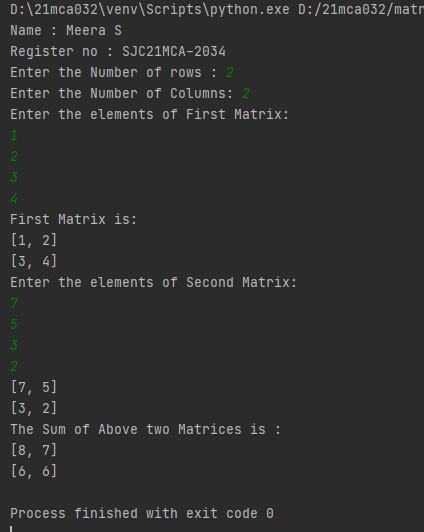 D:\21mca032\venv\Scripts\python.exe D:/21mca032/matr
Name : Meera S
Register no : SJC21MCA-2034
Enter the Number of rows : 2
Enter the Number of Columns: 2
Enter the elements of First Matrix:
1
2
3
4
First Matrix is:
[1, 2]
[3, 4]
Enter the elements of Second Matrix:
7
5
3
2
[7, 5]
[3, 2]
The Sum of Above two Matrices is :
[8, 7]
[6, 6]
Process finished with exit code 0